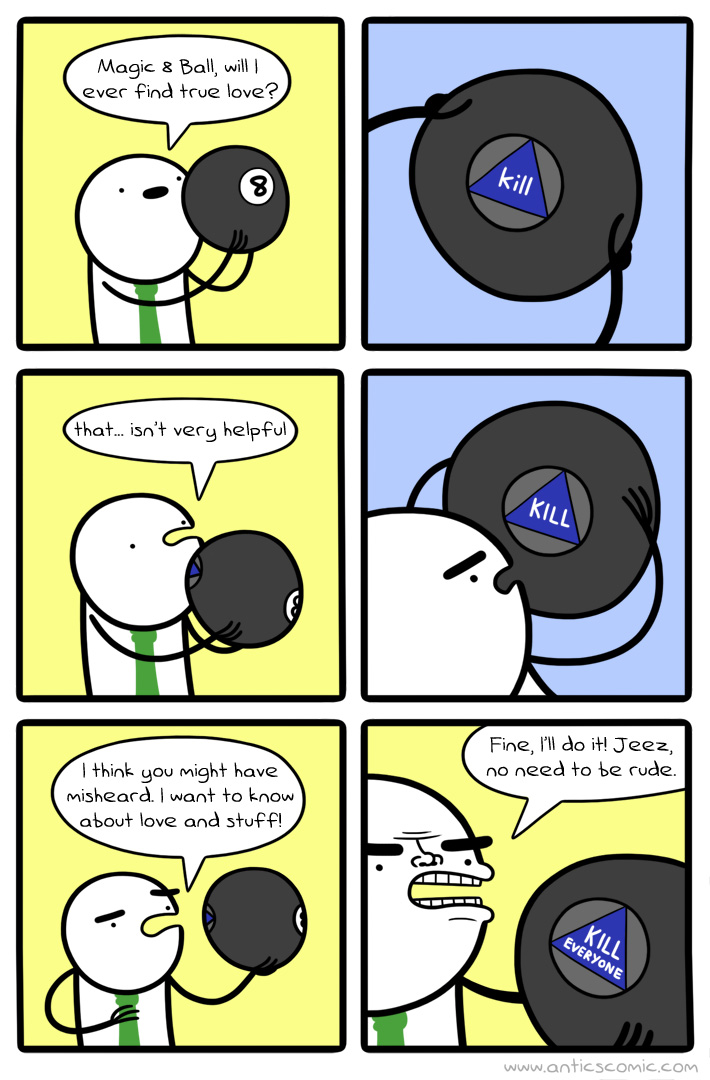 Magic 8 Ball, will I
ever find true love?
8
kill
that... isn't very helpful
8
KILL
I think you might have
misheard. I want to know
about love and stuff!
8
Fine, I'll do it! Jeez,
no need to be rude.
KILL
EVERYONE
www.anticscomic.com